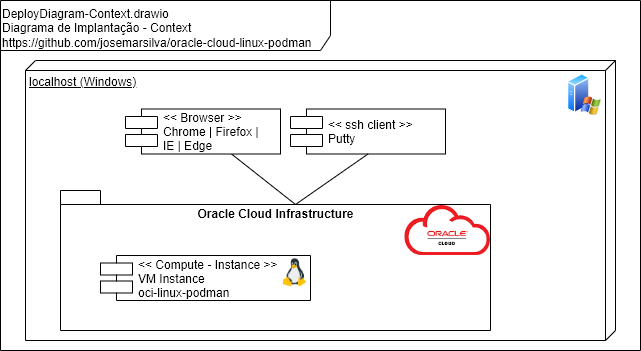 DeployDiagram-Context.drawio
Diagrama de Implantação - Context
https://github.com/josemarsilva/oracle-cloud-linux-podman
localhost (Windows)
<< Browser >>
Chrome | Firefox |
IE | Edge
<< ssh client >>
Putty
Oracle Cloud Infrastructure
ORACLE
CLOUD
<< Compute - Instance >>
VM Instance
oci-linux-podman